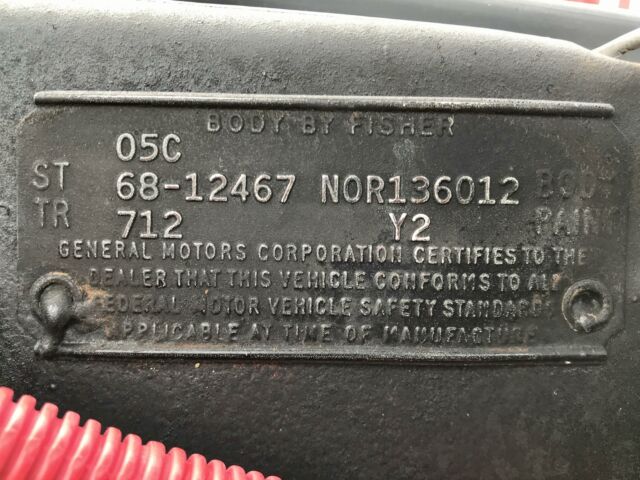 BODY BY FISHER
05C
ST 68-12467 NOR136012 BODY
TR 712 Y2 PAINT
GENERAL MOTORS CORPORATION CERTIFIES TO THE
DEALER THAT THIS VEHICLE CONFORMS TO ALL
FEDERAL MOTOR VEHICLE SAFETY STANDARDS
APPLICABLE AT TIME OF MANUFACTURE